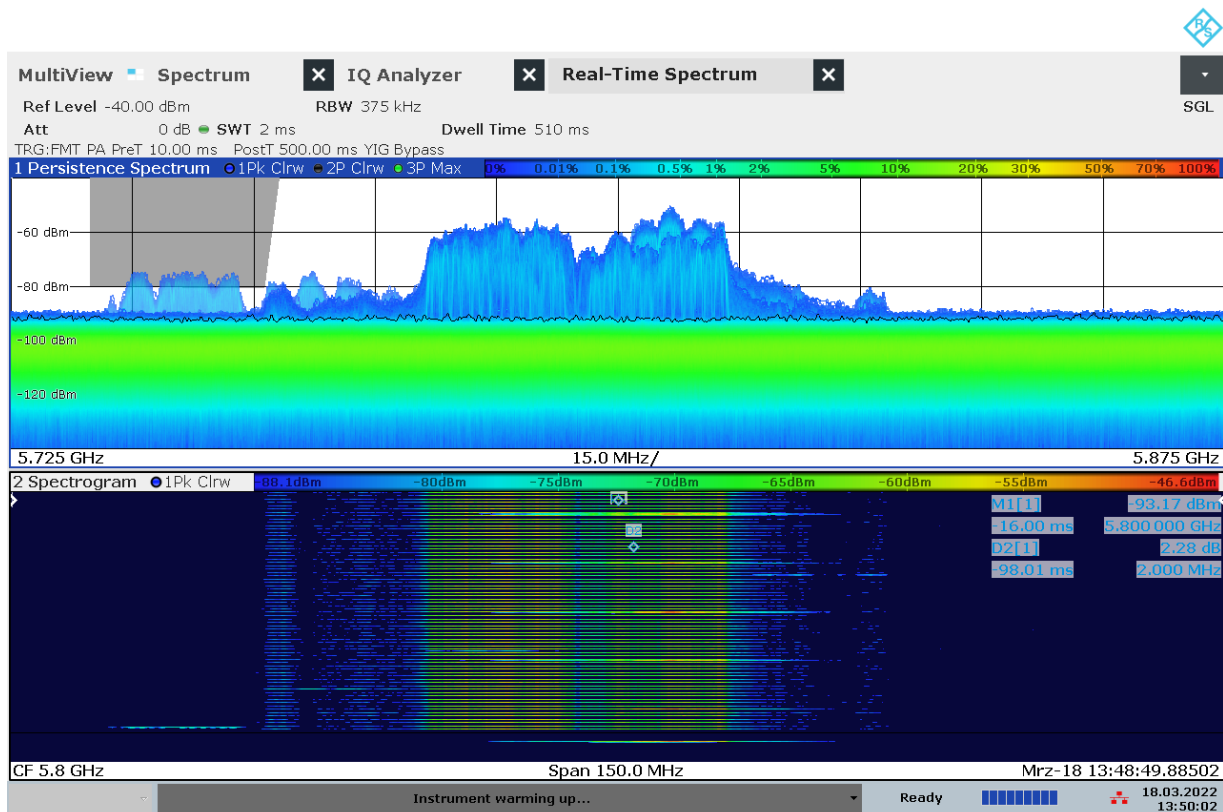 R S
MultiView Spectrum X IQ Analyzer X Real-Time Spectrum X
Ref Level -40.00 dBm RBW 375 kHz SGL
Att 0 dB SWT 2 ms Dwell Time 510 ms
TRG:FMT PA PreT 10.00 ms PostT 500.00 ms YIG Bypass
1 Persistence Spectrum 1Pk Clrw 2P Clrw 3P Max 0% 0.01% 0.1% 0.5% 1% 2% 5% 10% 20% 30% 50% 70% 100%
-60 dBm
-80 dBm
-100 dBm
-120 dBm
5.725 GHz 15.0 MHz/ 5.875 GHz
2 Spectrogram 1Pk Clrw -88.1dBm -80dBm -75dBm -70dBm -65dBm -60dBm -55dBm -46.6dBm
M1[1] -93.17 dBm
-16.00 ms 5.800 000 GHz
D2
D2[1] 2.28 dB
-98.01 ms 2.000 MHz
CF 5.8 GHz Span 150.0 MHz Mrz-18 13:48:49.88502
Instrument warming up... Ready 18.03.2022
13:50:02